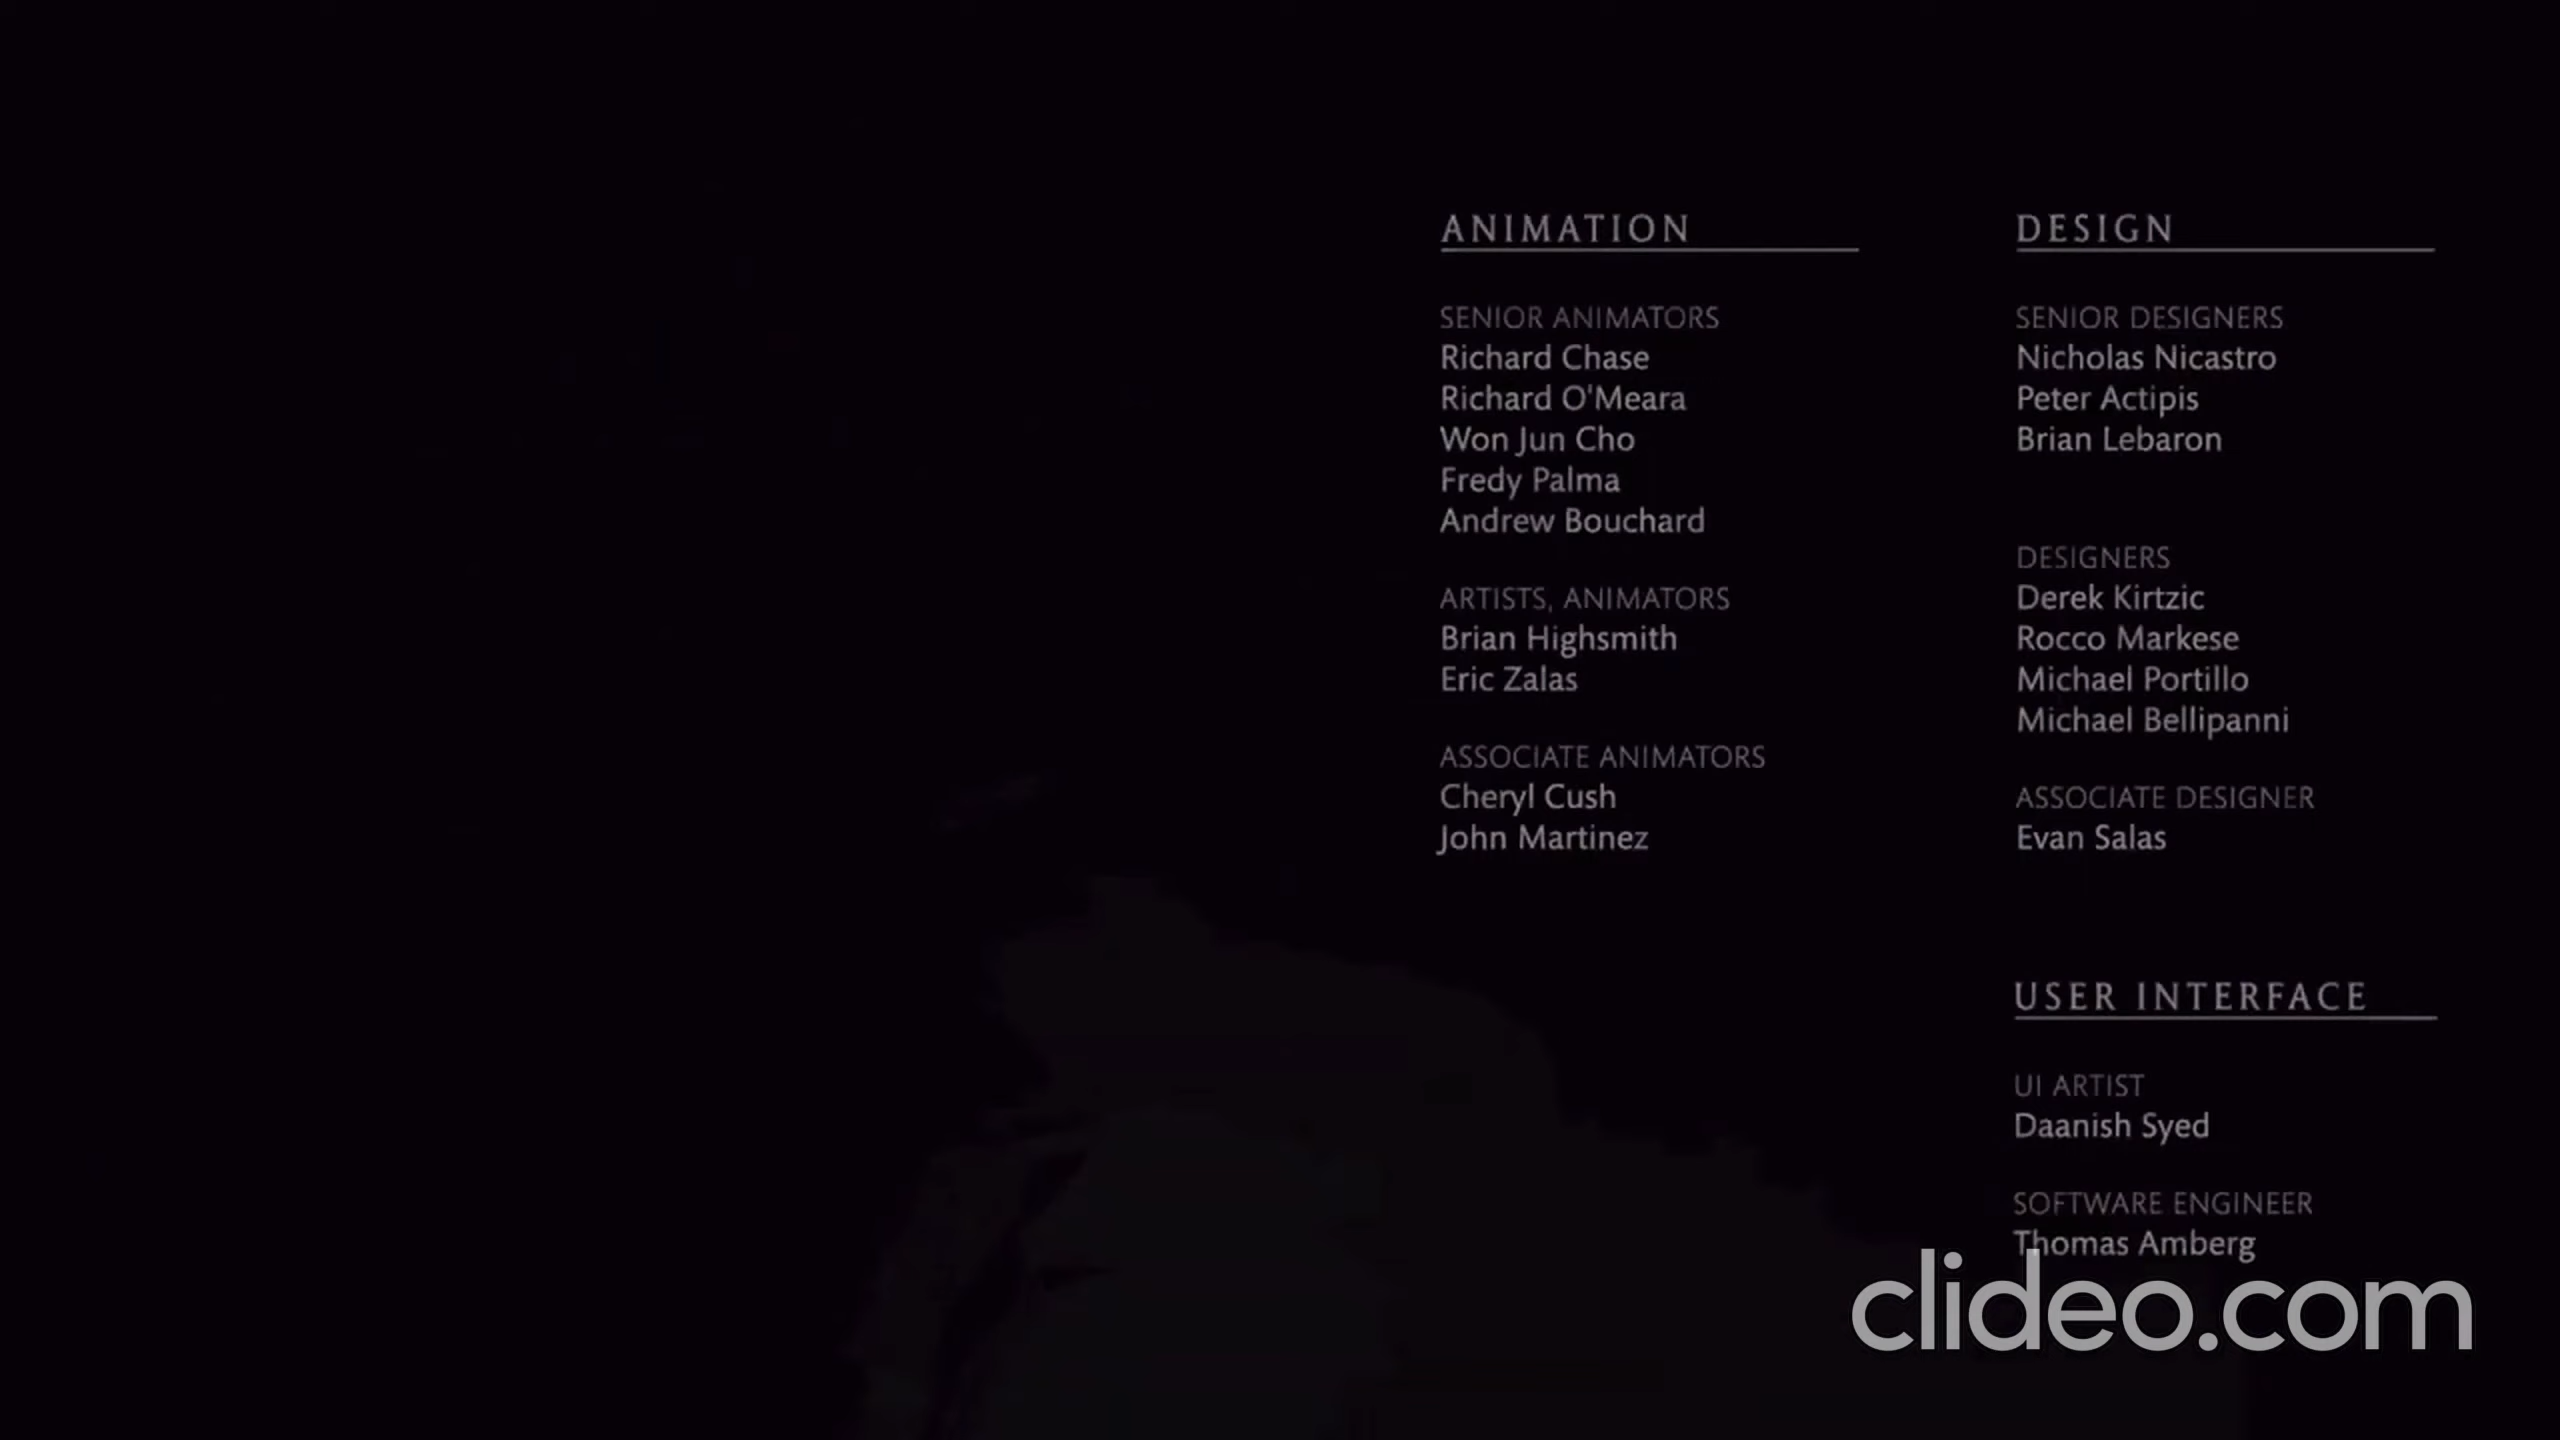 ANIMATION
SENIOR ANIMATORS
Richard Chase
Richard O'Meara
Won Jun Cho
Fredy Palma
Andrew Bouchard
ARTISTS, ANIMATORS
Brian Highsmith
Eric Zalas
ASSOCIATE ANIMATORS
Cheryl Cush
John Martinez
DESIGN
SENIOR DESIGNERS
Nicholas Nicastro
Peter Actipis
Brian Lebaron
DESIGNERS
Derek Kirtzic
Rocco Markese
Michael Portillo
Michael Bellipanni
ASSOCIATE DESIGNER
Evan Salas
USER INTERFACE
UI ARTIST
Daanish Syed
SOFTWARE ENGINEER
Thomas Amberg
clideo.com